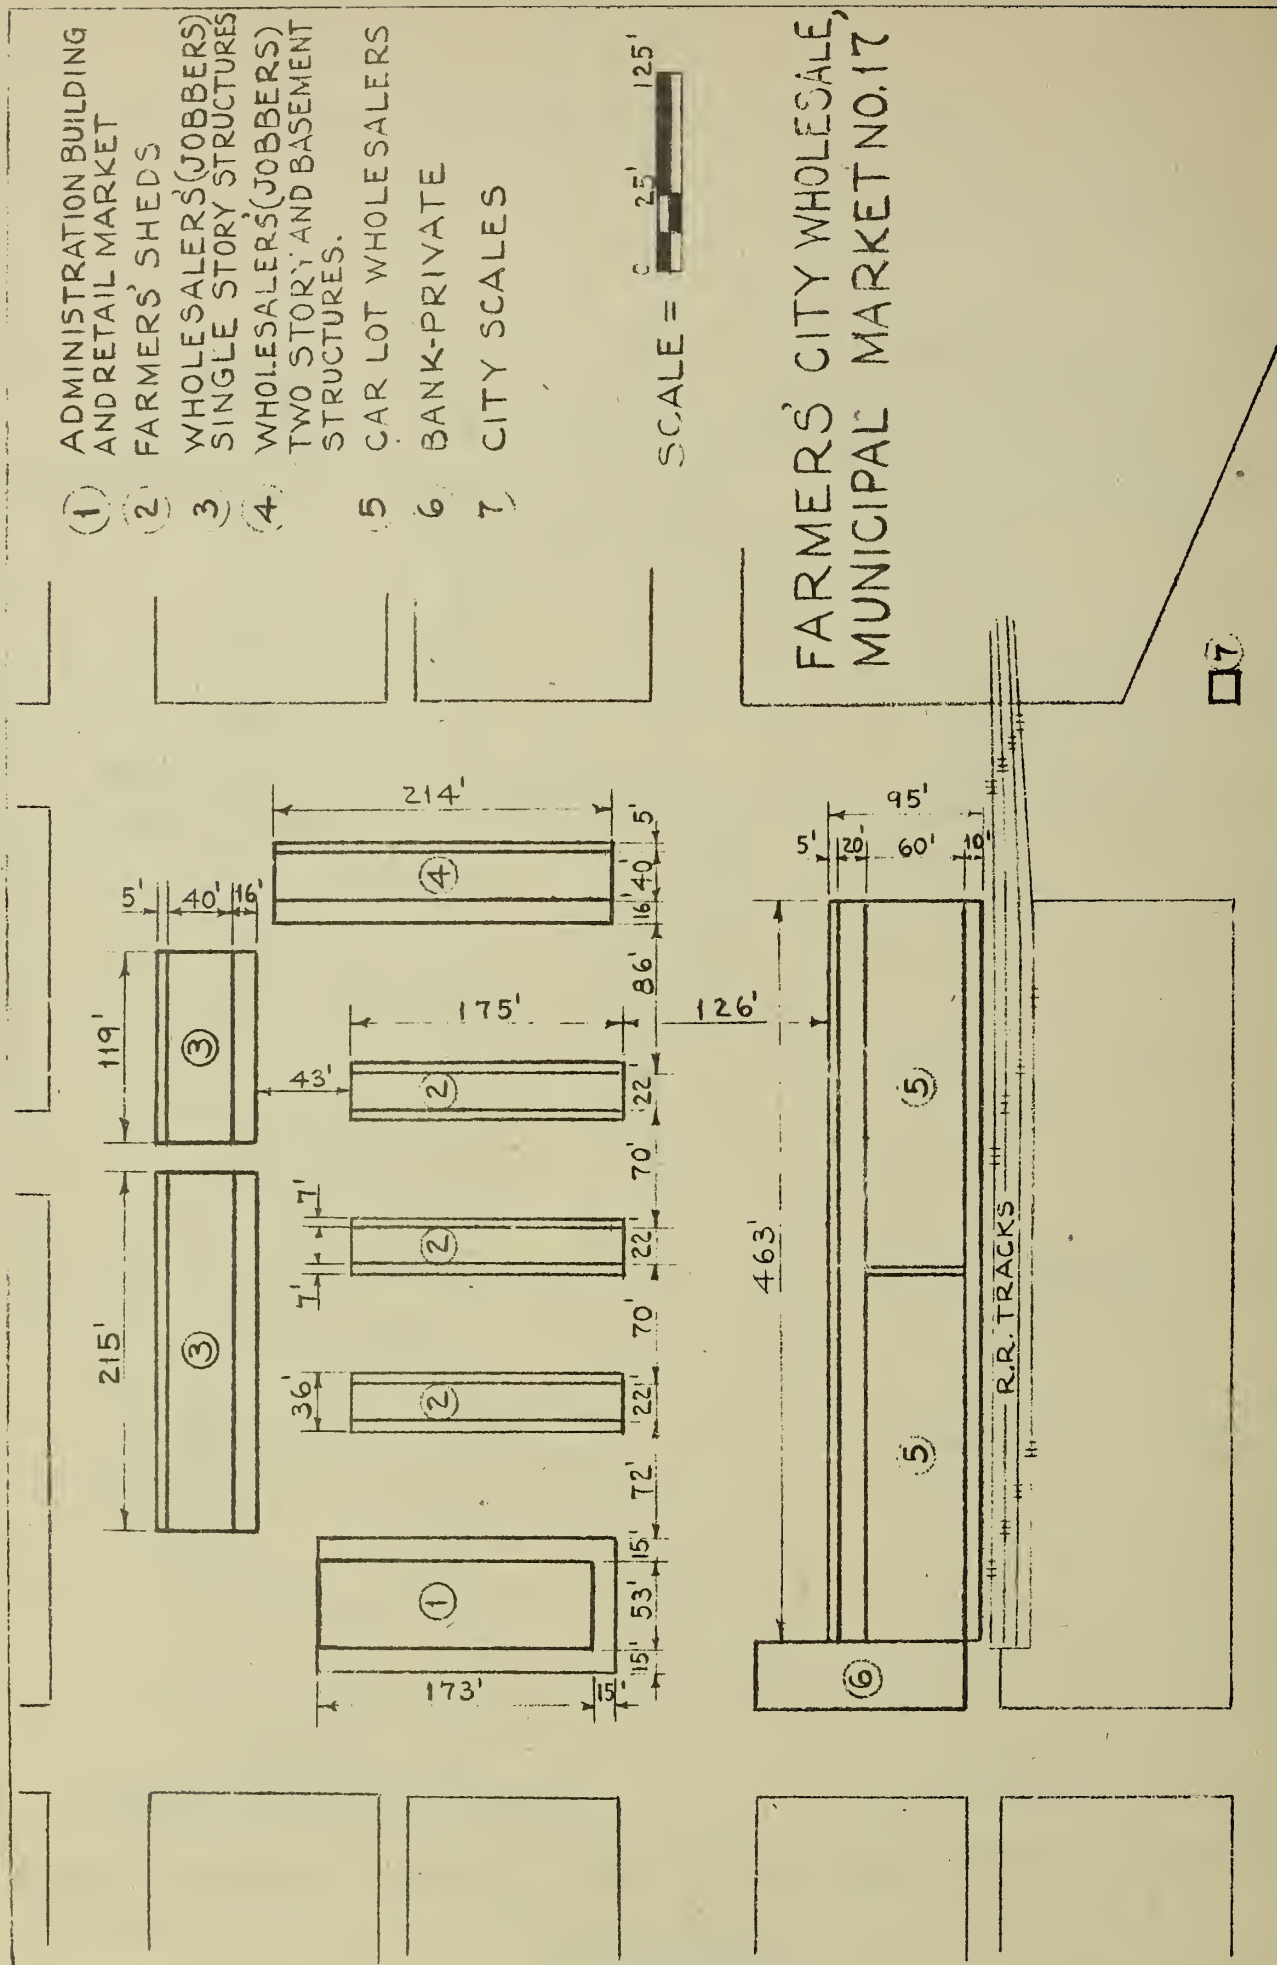 ① ADMINISTRATION BUILDING
AND RETAIL MARKET
② FARMERS' SHEDS
③ WHOLESALERS'(JOBBERS)
SINGLE STORY STRUCTURES
④ WHOLESALERS'(JOBBERS)
TWO STORY AND BASEMENT
STRUCTURES.
5 CAR LOT WHOLESALERS
6 BANK-PRIVATE
7 CITY SCALES
0 25' 125'
SCALE =
FARMERS' CITY WHOLESALE,
MUNICIPAL MARKET NO. 17
215'
119'
5'
40'
16'
③
③
43'
214'
④
36'
7'
7'
175'
①
②
②
②
173'
15'
15'
53'
15'
72'
22'
70'
22'
70'
22'
86'
16'
40'
5'
126'
463'
95'
5'
20'
60'
10'
⑥
⑤
⑤
R.R. TRACKS
⑦